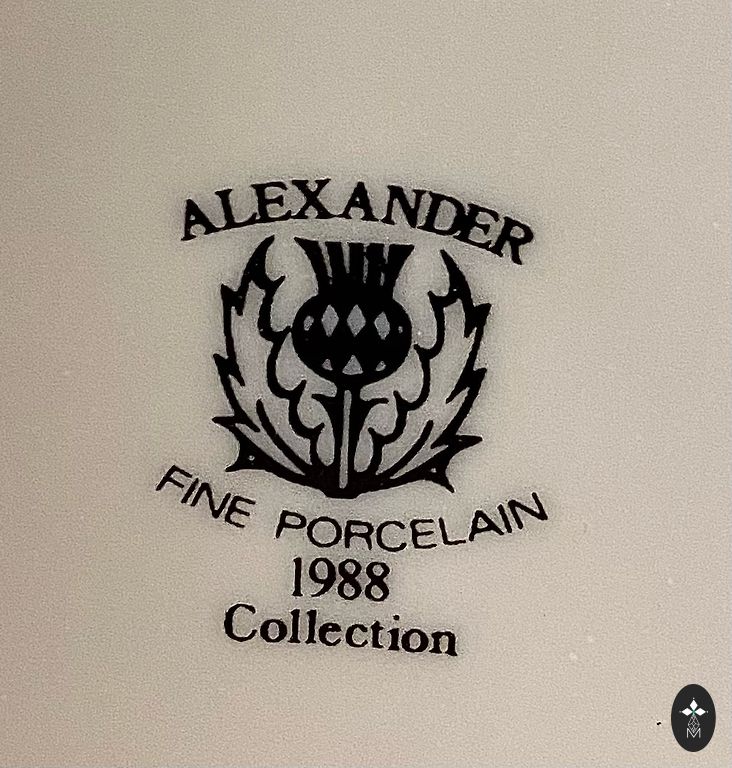 ALEXANDER
FINE PORCELAIN
1988
Collection
M